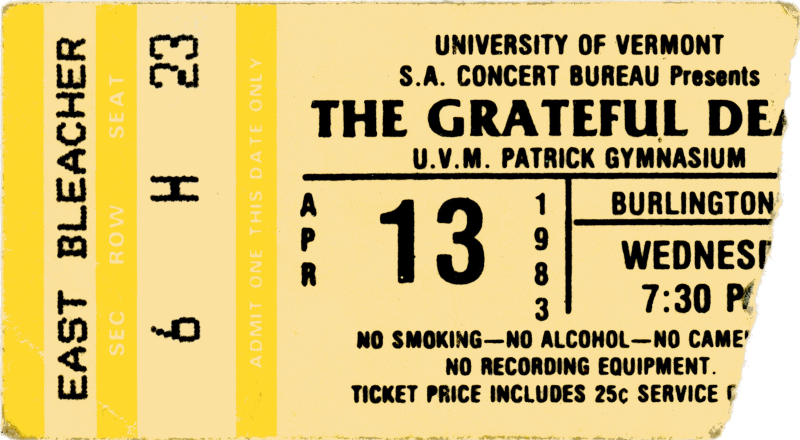 EAST BLEACHER
SEC ROW SEAT
6 H 23
ADMIT ONE THIS DATE ONLY
UNIVERSITY OF VERMONT
S.A. CONCERT BUREAU Presents
THE GRATEFUL DEA
U.V.M. PATRICK GYMNASIUM
APR 13 1983
BURLINGTON
WEDNES
7:30 P
NO SMOKING—NO ALCOHOL—NO CAME
NO RECORDING EQUIPMENT.
TICKET PRICE INCLUDES 25¢ SERVICE